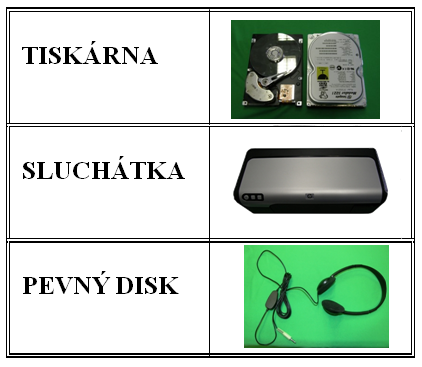 TISKÁRNA
SLUCHÁTKA
PEVNÝ DISK